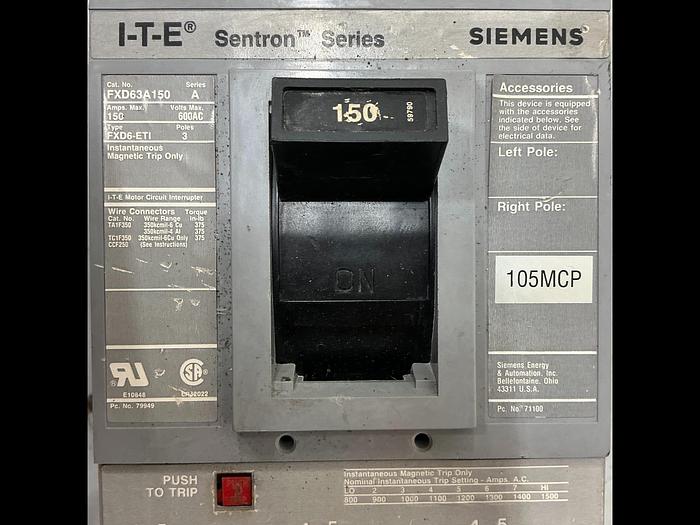 I-T-E® Sentron™ Series SIEMENS
Cat. No. Series
FXD63A150 A
Amps. Max. Volts Max.
150 600AC
Type Poles
FXD6-ETI 3
Instantaneous
Magnetic Trip Only
I-T-E Motor Circuit Interrupter
Wire Connectors Torque
Cat. No. Wire Range In-lb
TA1F350 350kcmil-6 Cu 375
350kcmil-4 Al 375
TC1F350 350kcmil-6Cu Only 375
CCF250 (See Instructions)
E10848 LR42022
Pc. No. 79949
150
59790
ON
Accessories
This device is equipped
with the accessories
indicated below. See
the side of device for
electrical data.
Left Pole:
Right Pole:
105MCP
Siemens Energy
& Automation, Inc.
Bellefontaine, Ohio
43311 U.S.A.
Pc. No. 71100
PUSH
TO TRIP
Instantaneous Magnetic Trip Only
Nominal Instantaneous Trip Setting - Amps. A.C.
LO 2 3 4 5 6 7 HI
800 900 1000 1100 1200 1300 1400 1500
4 5